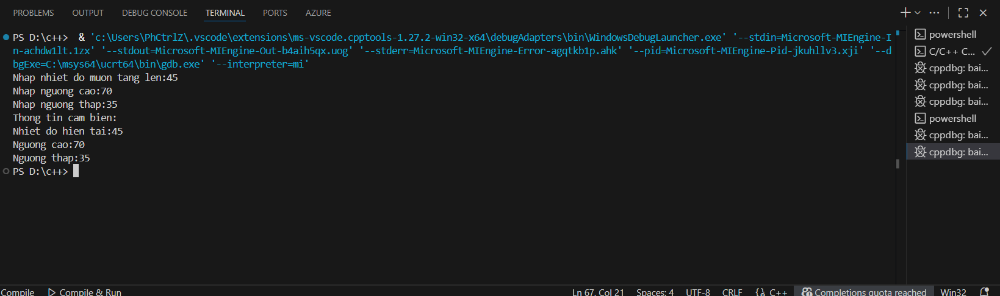 PROBLEMS OUTPUT DEBUG CONSOLE TERMINAL PORTS AZURE
PS D:\c++>  & 'c:\Users\PhCtrlZ\.vscode\extensions\ms-vscode.cpptools-1.27.2-win32-x64\debugAdapters\bin\WindowsDebugLauncher.exe' '--stdin=Microsoft-MIEngine-I
n-achdw1lt.1zx' '--stdout=Microsoft-MIEngine-Out-b4aih5qx.uog' '--stderr=Microsoft-MIEngine-Error-agqtkb1p.ahk' '--pid=Microsoft-MIEngine-Pid-jkuhllv3.xji' '--d
bgExe=C:\msys64\ucrt64\bin\gdb.exe' '--interpreter=mi'
Nhap nhiet do muon tang len:45
Nhap nguong cao:70
Nhap nguong thap:35
Thong tin cam bien:
Nhiet do hien tai:45
Nguong cao:70
Nguong thap:35
PS D:\c++>
powershell
C/C++ C...
cppdbg: bai...
cppdbg: bai...
cppdbg: bai...
powershell
cppdbg: bai...
cppdbg: bai...
Compile Compile & Run Ln 67, Col 21 Spaces: 4 UTF-8 CRLF {} C++ Completions quota reached Win32